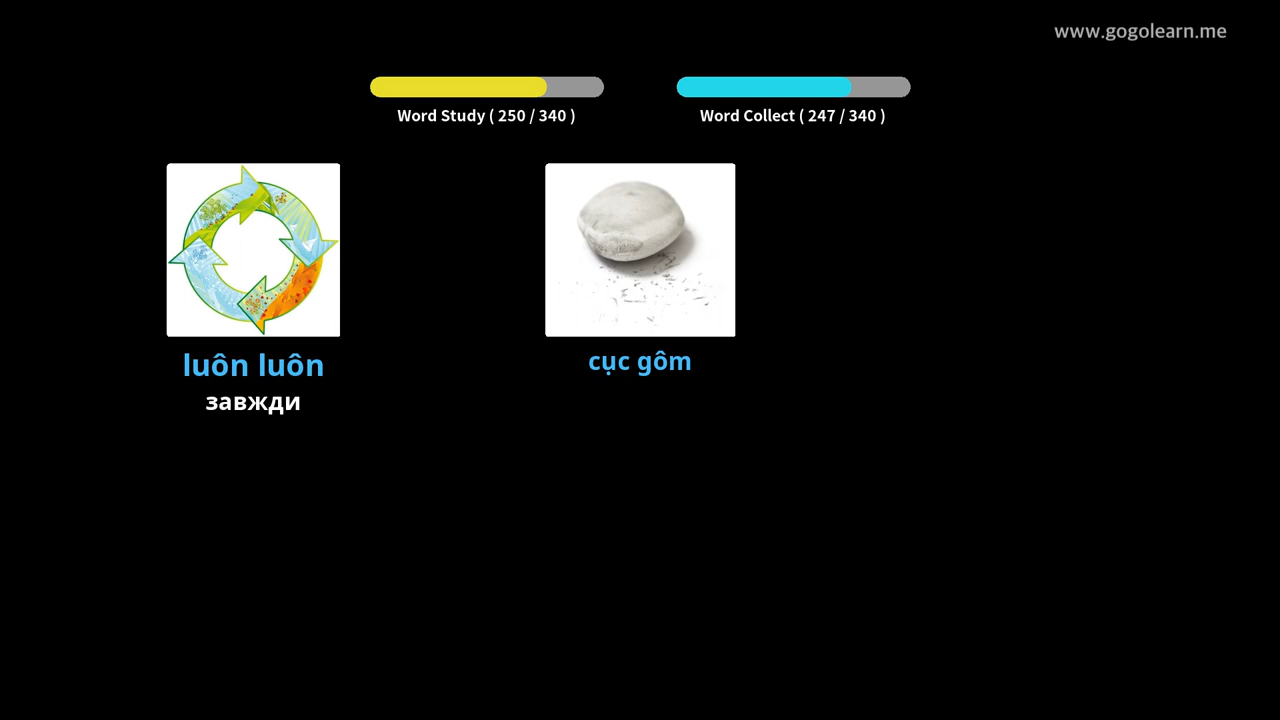 www.gogolearn.me
Word Study ( 250 / 340 )
Word Collect ( 247 / 340 )
luôn luôn
завжди
cục gôm